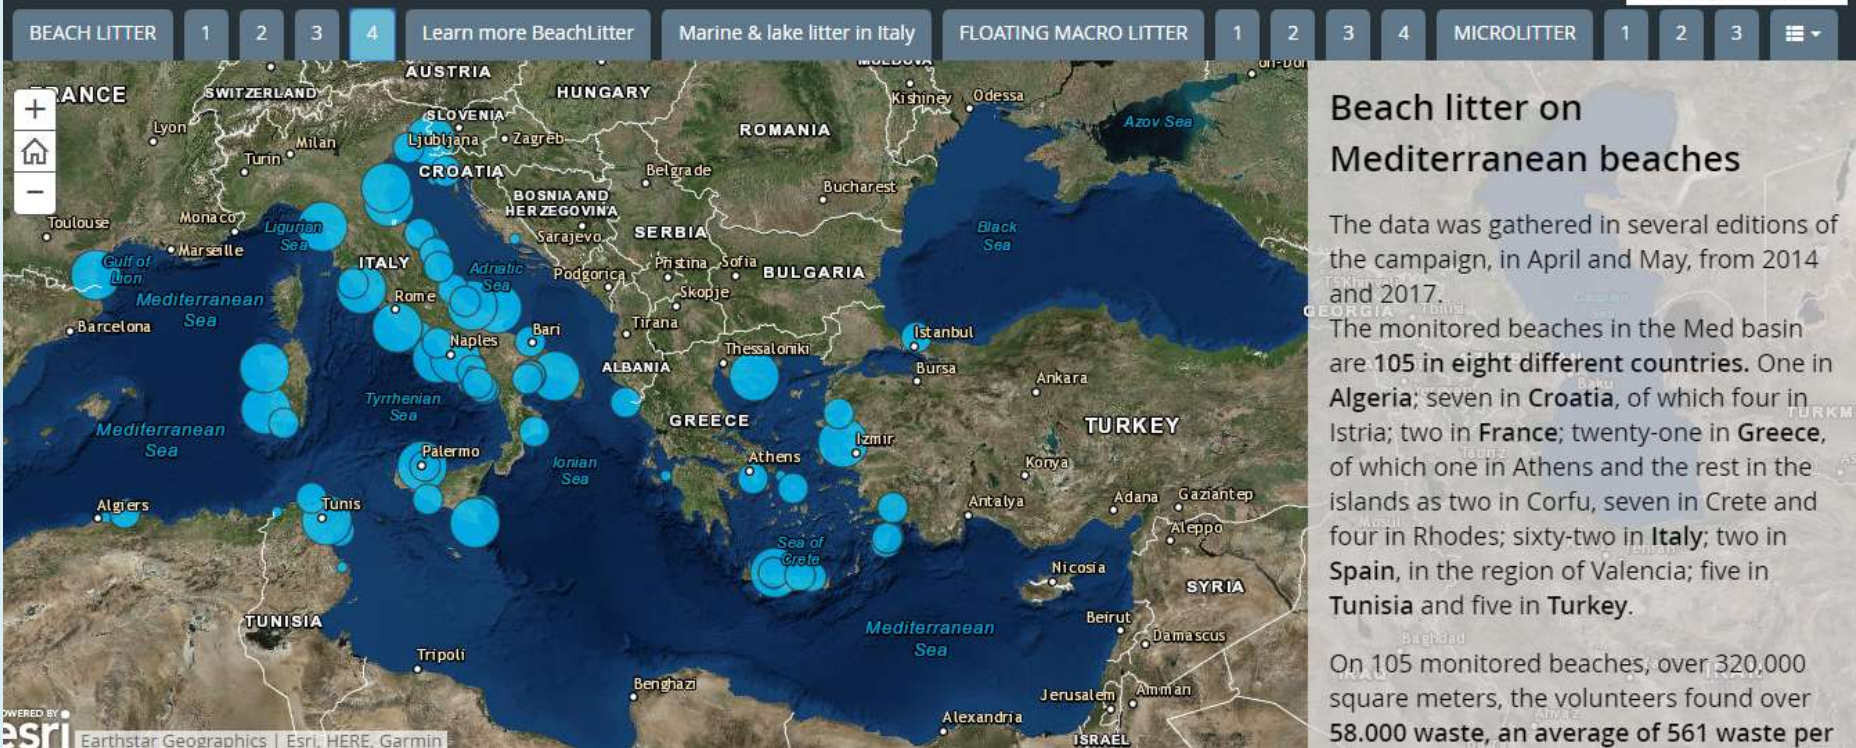 BEACH LITTER 1 2 3 4 Learn more BeachLitter Marine & lake litter in Italy FLOATING MACRO LITTER 1 2 3 4 MICROLITTER 1 2 3
AUSTRIA
MOLDOVA
FRANCE
SWITZERLAND
HUNGARY
Kishinev
Odessa
SLOVENIA
Azov Sea
Lyon
Milan
Ljubljana
Zagreb
ROMANIA
Turin
CROATIA
Belgrade
Bucharest
BOSNIA AND
HERZEGOVINA
Toulouse
Monaco
Ligurian
Sea
Sarajevo
SERBIA
Black
Sea
Marseille
Gulf of
Lion
ITALY
Adriatic
Sea
Podgorica
Pristina
Sofia
BULGARIA
Mediterranean
Sea
Rome
Skopje
Barcelona
Naples
Bari
Tirana
Istanbul
Thessaloniki
ALBANIA
Bursa
Ankara
Tyrrhenian
Sea
GREECE
TURKEY
Mediterranean
Sea
Izmir
Palermo
Ionian
Sea
Athens
Konya
Algiers
Tunis
Antalya
Adana
Gaziantep
Aleppo
Sea of
Crete
Nicosia
SYRIA
TUNISIA
Mediterranean
Sea
Beirut
Damascus
Tripoli
Benghazi
Jerusalem
Amman
Alexandria
ISRAEL
POWERED BY
esri
Earthstar Geographics | Esri, HERE, Garmin
Beach litter on
Mediterranean beaches
The data was gathered in several editions of
the campaign, in April and May, from 2014
and 2017.
The monitored beaches in the Med basin
are 105 in eight different countries. One in
Algeria; seven in Croatia, of which four in
Istria; two in France; twenty-one in Greece,
of which one in Athens and the rest in the
islands as two in Corfu, seven in Crete and
four in Rhodes; sixty-two in Italy; two in
Spain, in the region of Valencia; five in
Tunisia and five in Turkey.
On 105 monitored beaches, over 320,000
square meters, the volunteers found over
58.000 waste, an average of 561 waste per
GEORGIA
Baku
Baghdad
IRAQ
IRAN